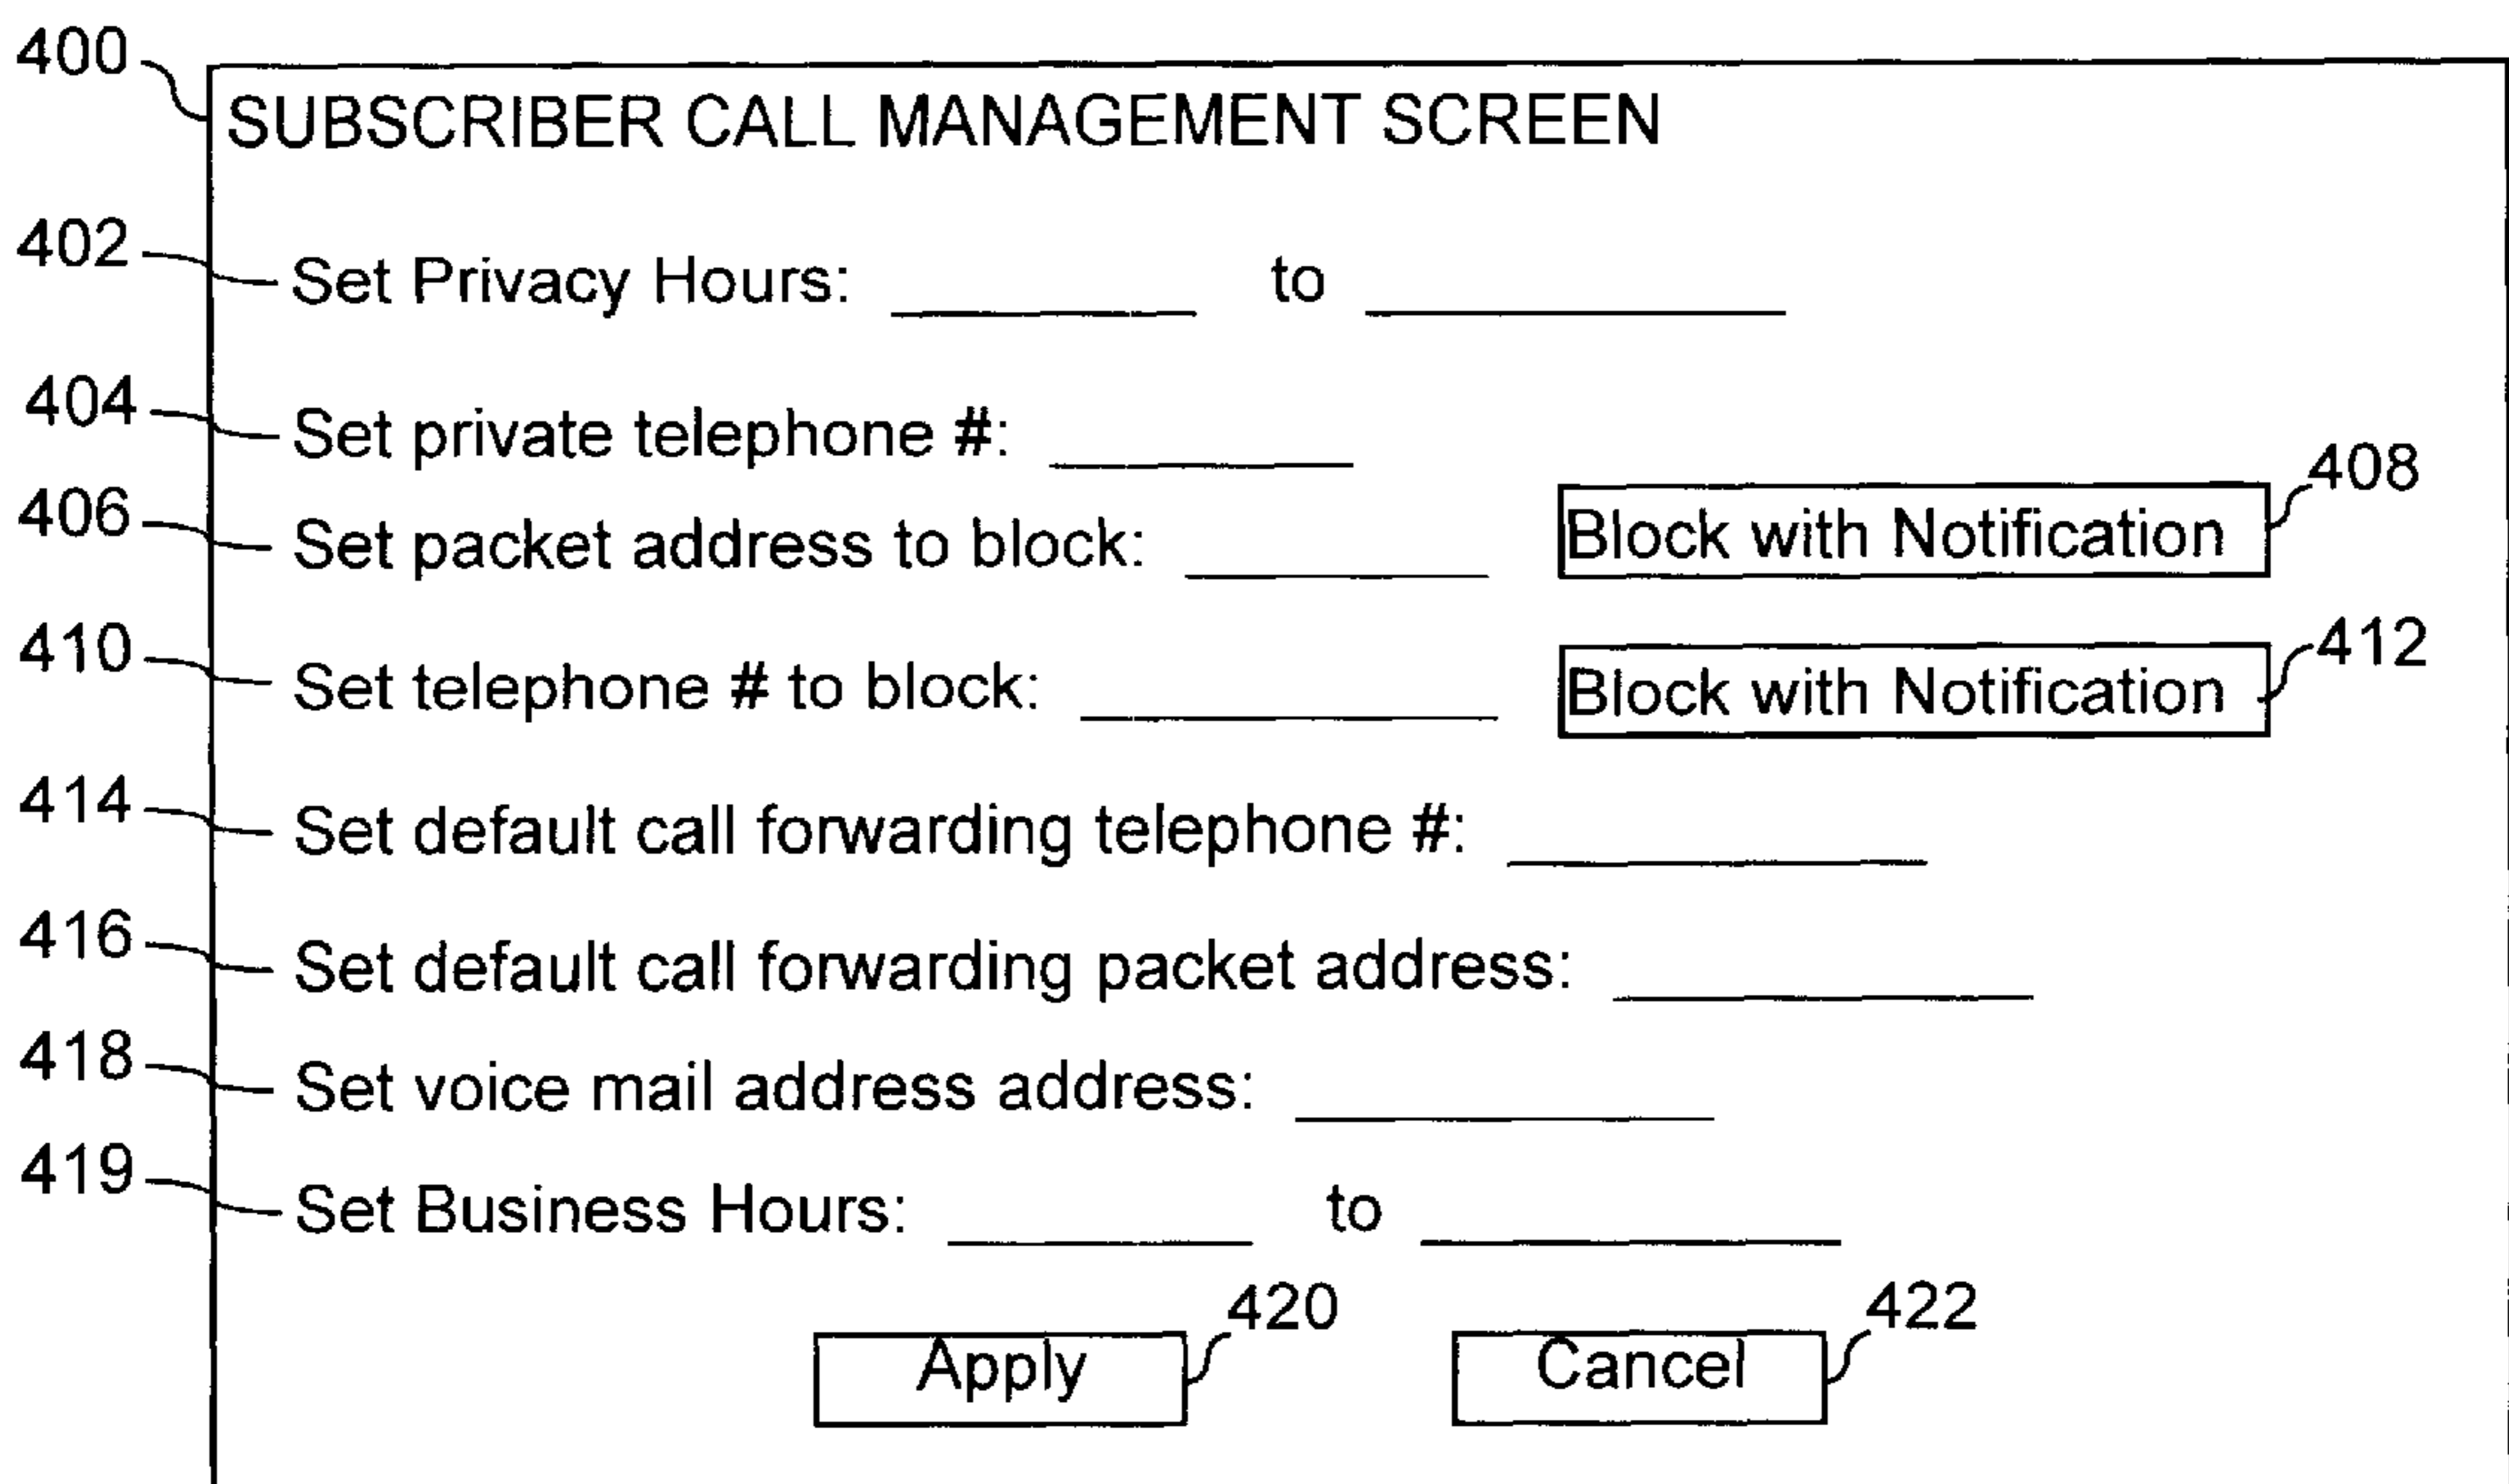 400
SUBSCRIBER CALL MANAGEMENT SCREEN
402 Set Privacy Hours: to
404 Set private telephone #:
406 Set packet address to block: Block with Notification 408
410 Set telephone # to block: Block with Notification 412
414 Set default call forwarding telephone #:
416 Set default call forwarding packet address:
418 Set voice mail address address:
419 Set Business Hours: to
Apply 420 Cancel 422